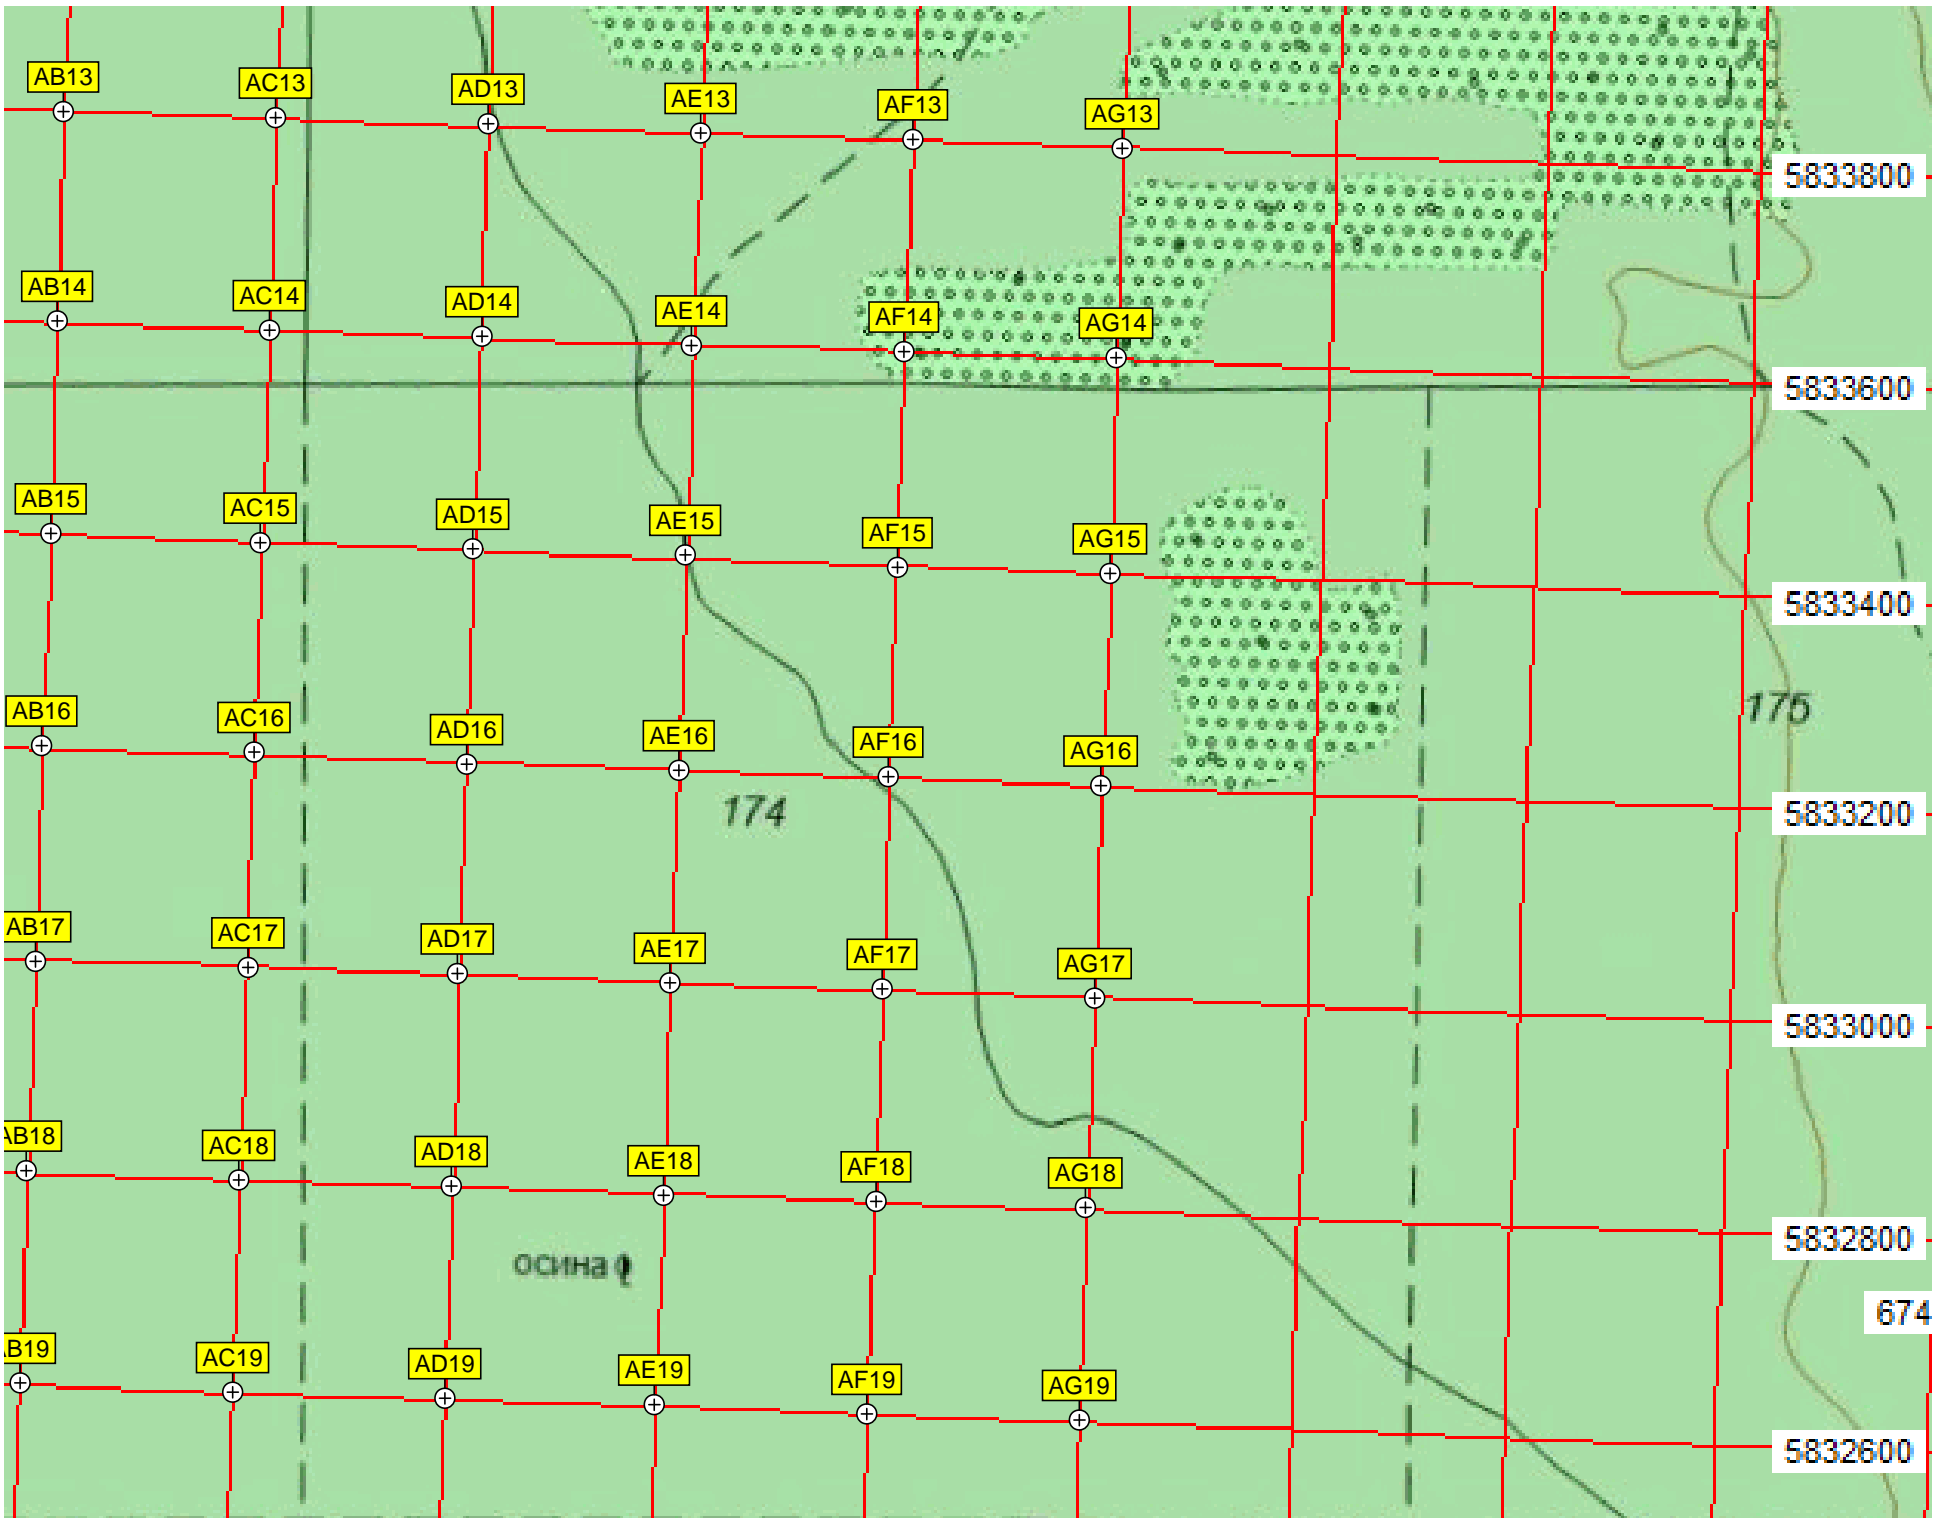 AB13 AC13 AD13 AE13 AF13 AG13
5833800
AB14 AC14 AD14 AE14 AF14 AG14
5833600
AB15 AC15 AD15 AE15 AF15 AG15
5833400
AB16 AC16 AD16 AE16 AF16 AG16
175
174
5833200
AB17 AC17 AD17 AE17 AF17 AG17
5833000
AB18 AC18 AD18 AE18 AF18 AG18
5832800
осина
674
AB19 AC19 AD19 AE19 AF19 AG19
5832600